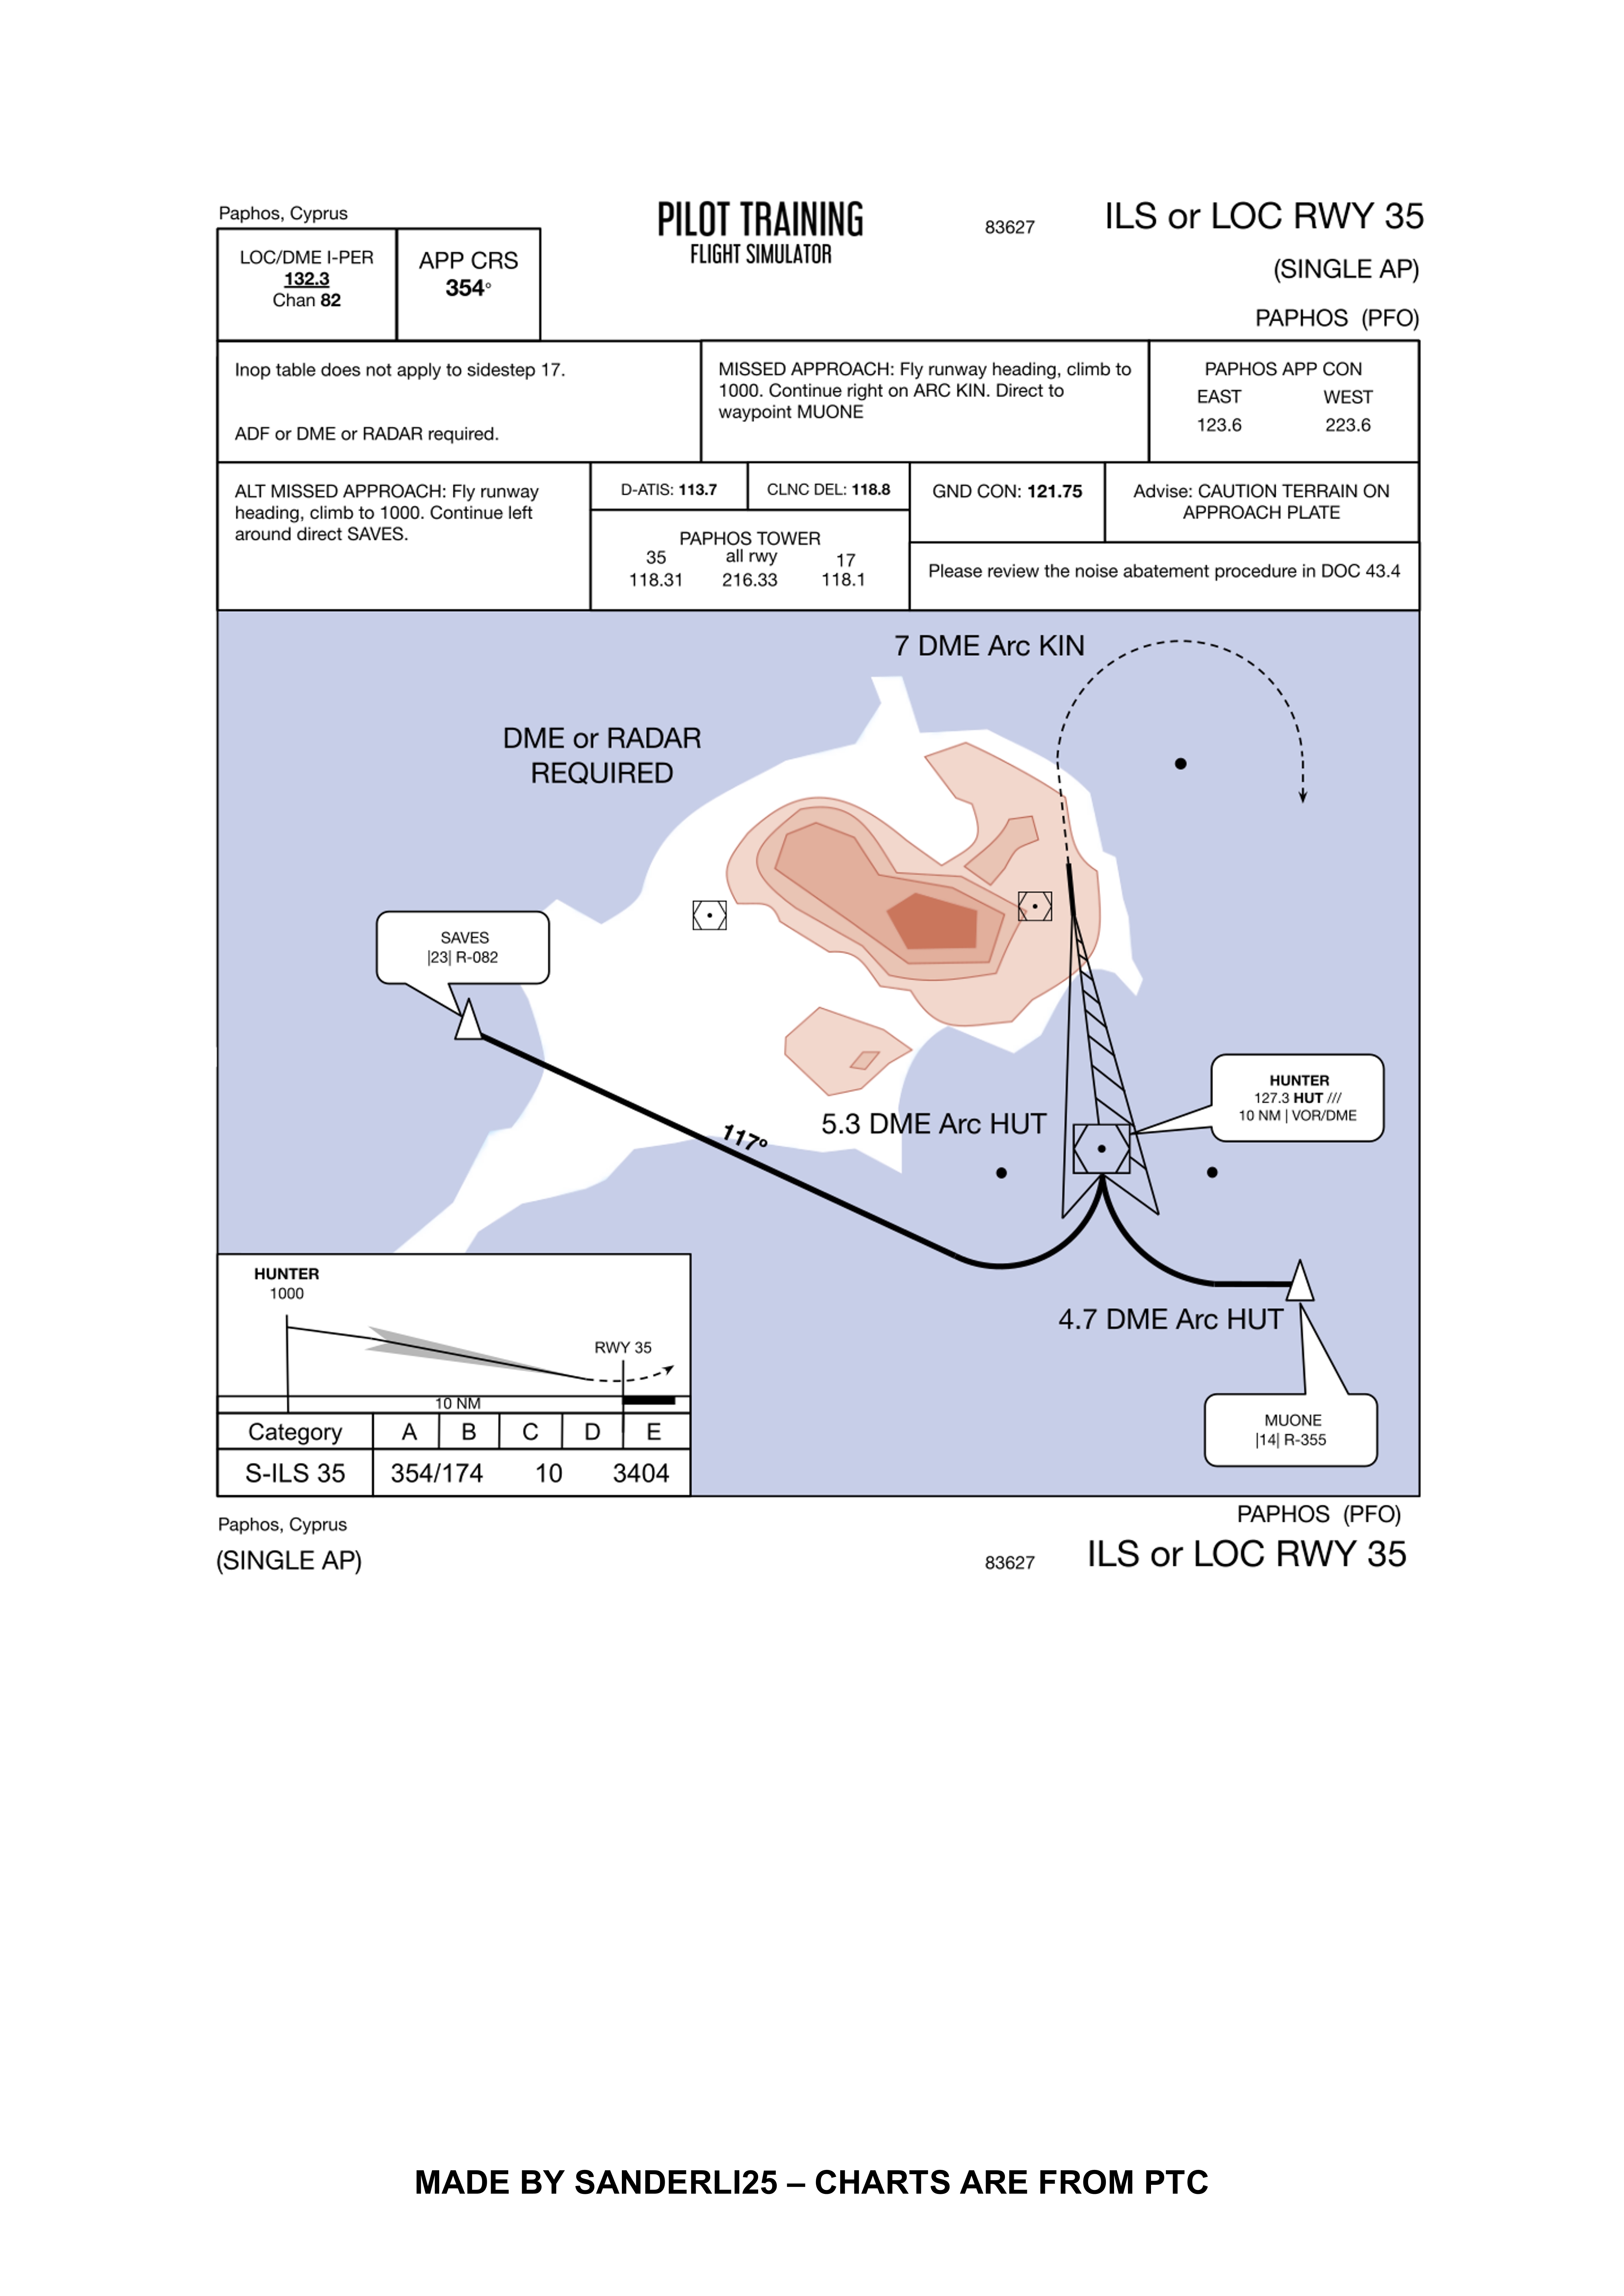 Paphos, Cyprus
PILOT TRAINING
FLIGHT SIMULATOR
83627
ILS or LOC RWY 35
(SINGLE AP)
PAPHOS (PFO)
LOC/DME I-PER
132.3
Chan 82
APP CRS
354°
Inop table does not apply to sidestep 17.
ADF or DME or RADAR required.
MISSED APPROACH: Fly runway heading, climb to
1000. Continue right on ARC KIN. Direct to
waypoint MUONE
PAPHOS APP CON
EAST WEST
123.6 223.6
ALT MISSED APPROACH: Fly runway
heading, climb to 1000. Continue left
around direct SAVES.
D-ATIS: 113.7
CLNC DEL: 118.8
PAPHOS TOWER
35 all rwy 17
118.31 216.33 118.1
GND CON: 121.75
Advise: CAUTION TERRAIN ON
APPROACH PLATE
Please review the noise abatement procedure in DOC 43.4
7 DME Arc KIN
DME or RADAR
REQUIRED
SAVES
|23| R-082
HUNTER
127.3 HUT ///
10 NM | VOR/DME
5.3 DME Arc HUT
117º
4.7 DME Arc HUT
MUONE
|14| R-355
HUNTER
1000
RWY 35
10 NM
Category A B C D E
S-ILS 35 354/174 10 3404
Paphos, Cyprus
(SINGLE AP)
83627
PAPHOS (PFO)
ILS or LOC RWY 35
MADE BY SANDERLI25 – CHARTS ARE FROM PTC